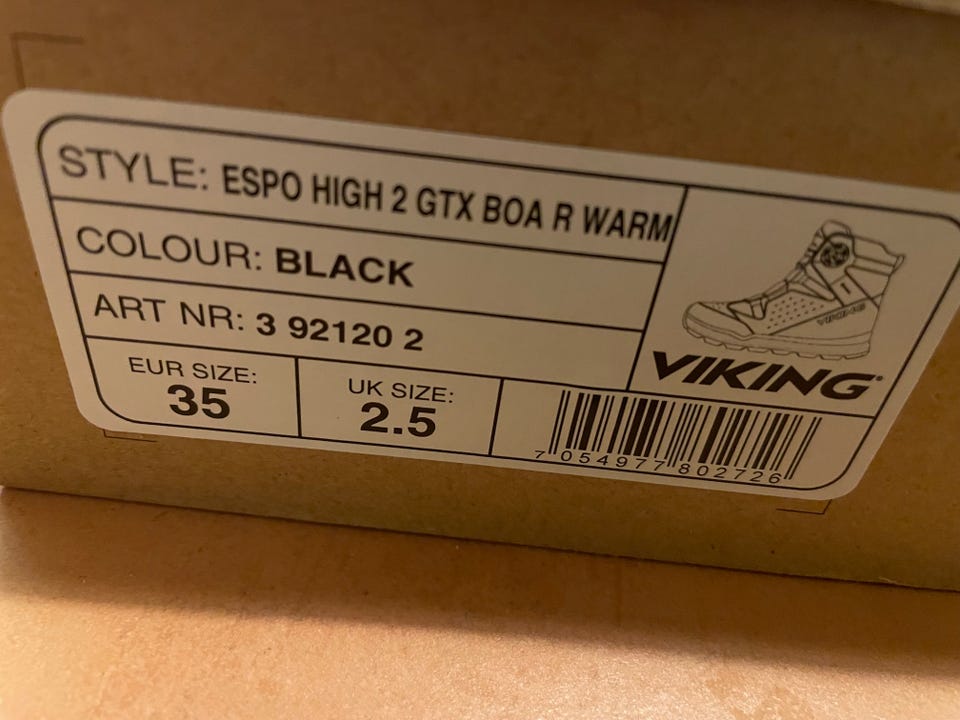 STYLE: ESPO HIGH 2 GTX BOA R WARM
COLOUR: BLACK
ART NR: 3 92120 2
EUR SIZE:
35
UK SIZE:
2.5
VIKING
VIKING®
7 054977 802726